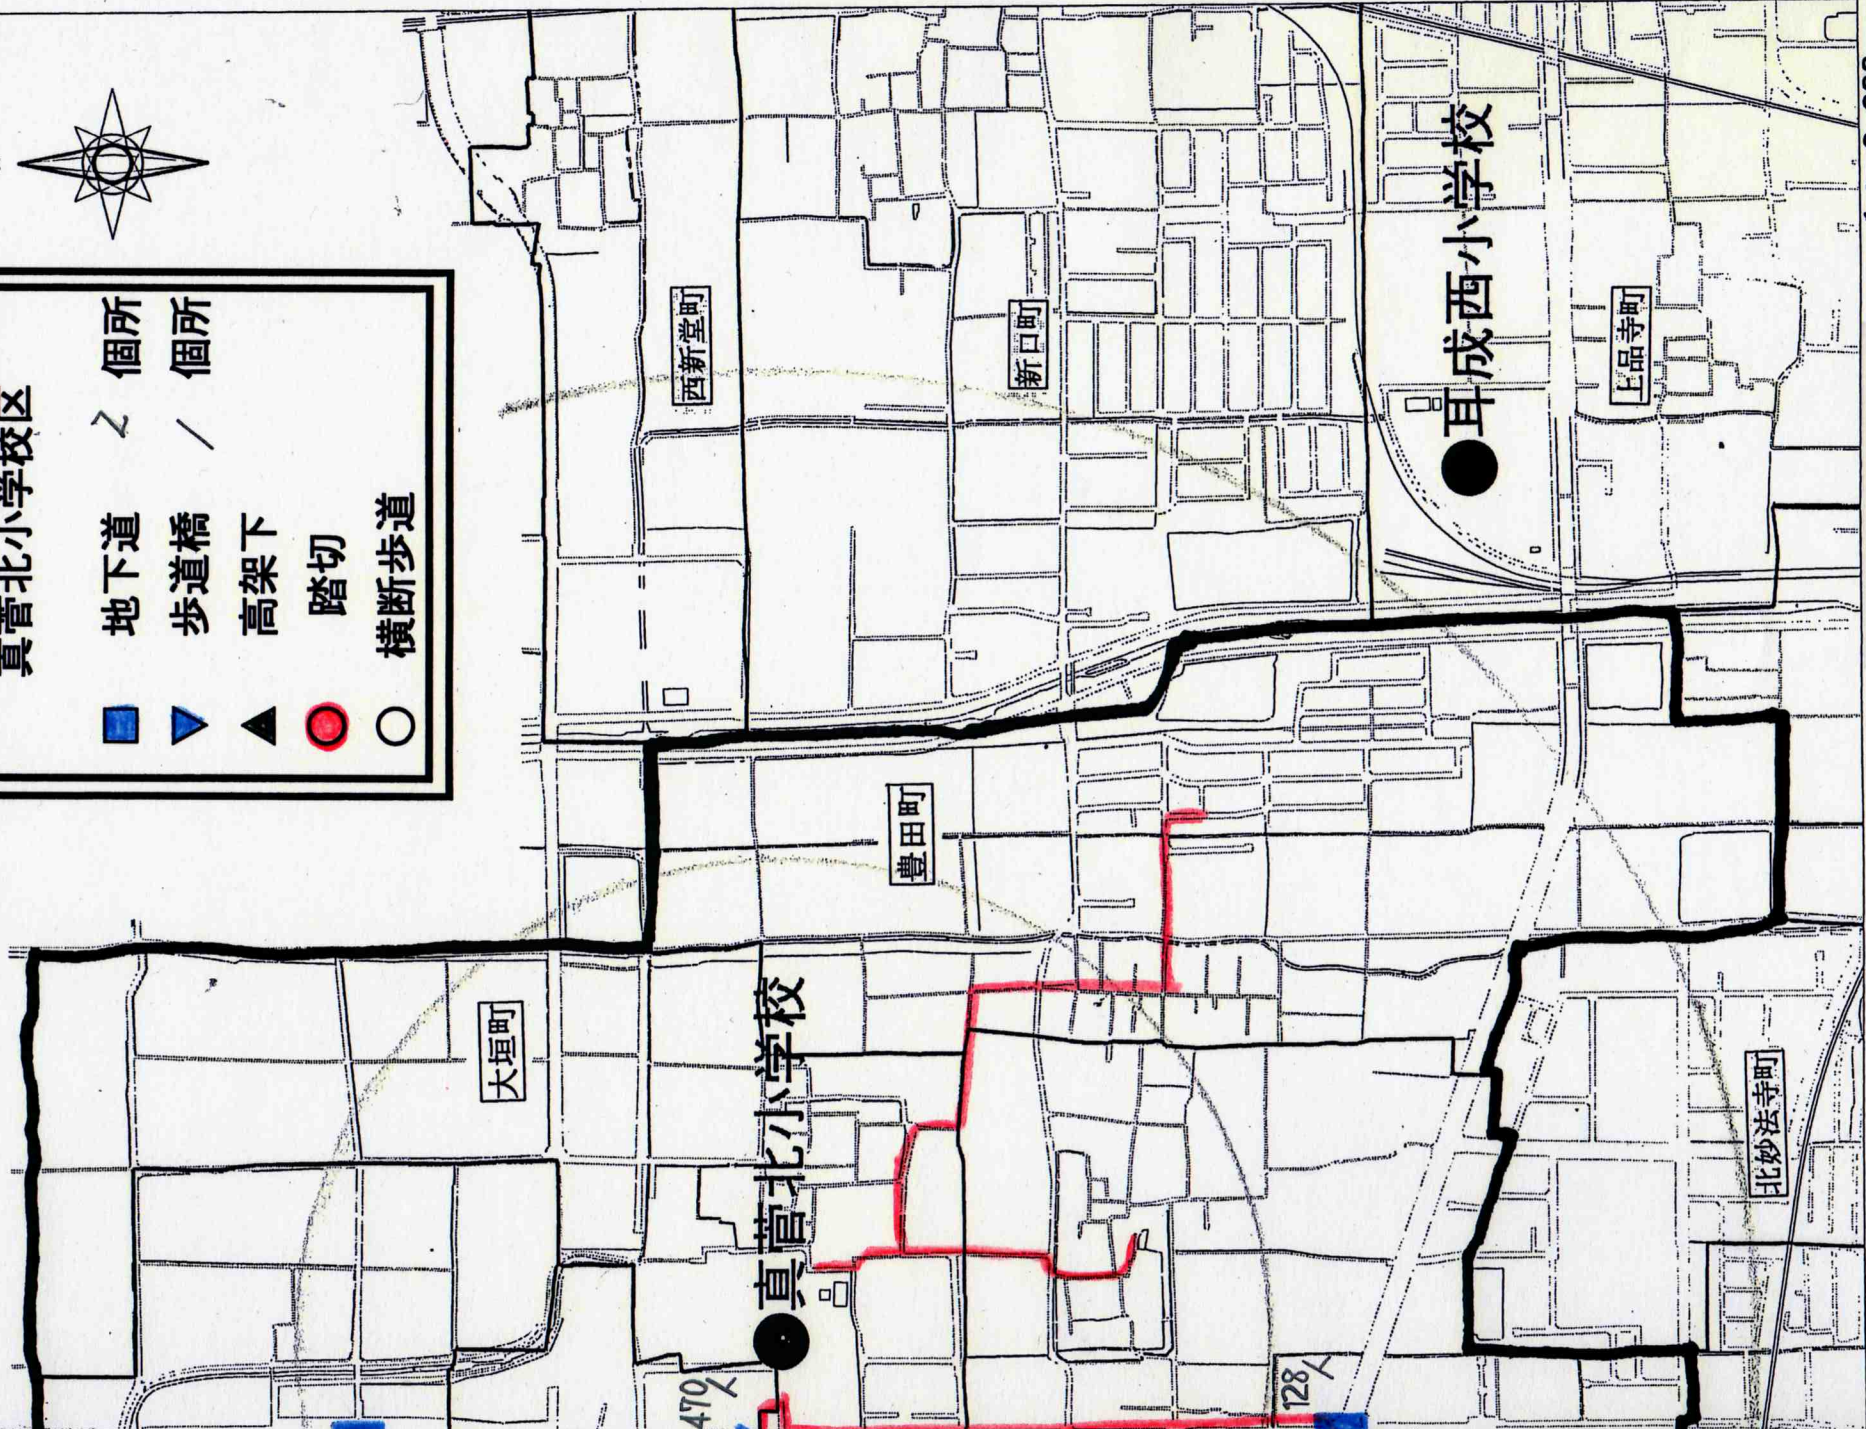 真菅北小学校区
地下道 2 個所
歩道橋 / 個所
高架下
踏切
横断歩道
西新堂町
新口町
耳成西小学校
上品寺町
豊田町
大垣町
真菅北小学校
北妙法寺町
470人
128人